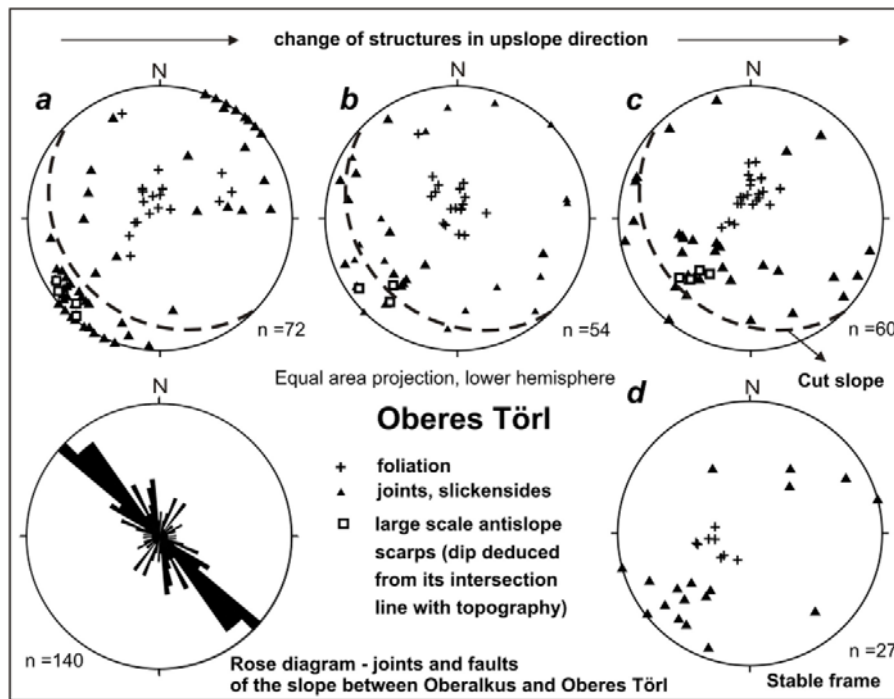 change of structures in upslope direction
N
N
N
a
b
c
n =72
n =54
n =60
Equal area projection, lower hemisphere
Cut slope
N
Oberes Törl
d
foliation
joints, slickensides
large scale antislope
scarps (dip deduced
from its intersection
line with topography)
n =140
n=27
Rose diagram - joints and faults
of the slope between Oberalkus and Oberes Törl
Stable frame
N